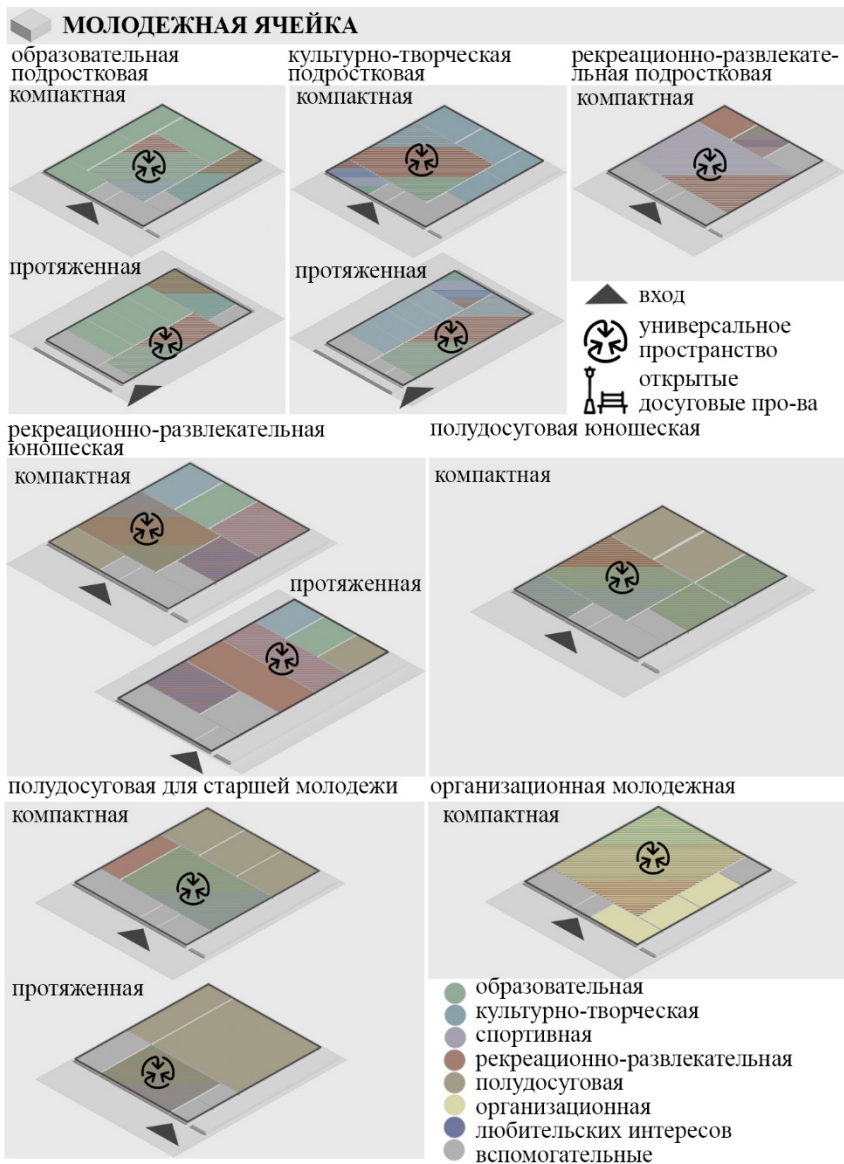 МОЛОДЕЖНАЯ ЯЧЕЙКА
образовательная
подростковая
компактная
протяженная
культурно-творческая
подростковая
компактная
протяженная
рекреационно-развлекате-
льная подростковая
компактная
вход
универсальное
пространство
открытые
досуговые про-ва
рекреационно-развлекательная
юношеская
компактная
протяженная
полудосуговая юношеская
компактная
полудосуговая для старшей молодежи
компактная
протяженная
организационная молодежная
компактная
образовательная
культурно-творческая
спортивная
рекреационно-развлекательная
полудосуговая
организационная
любительских интересов
вспомогательные